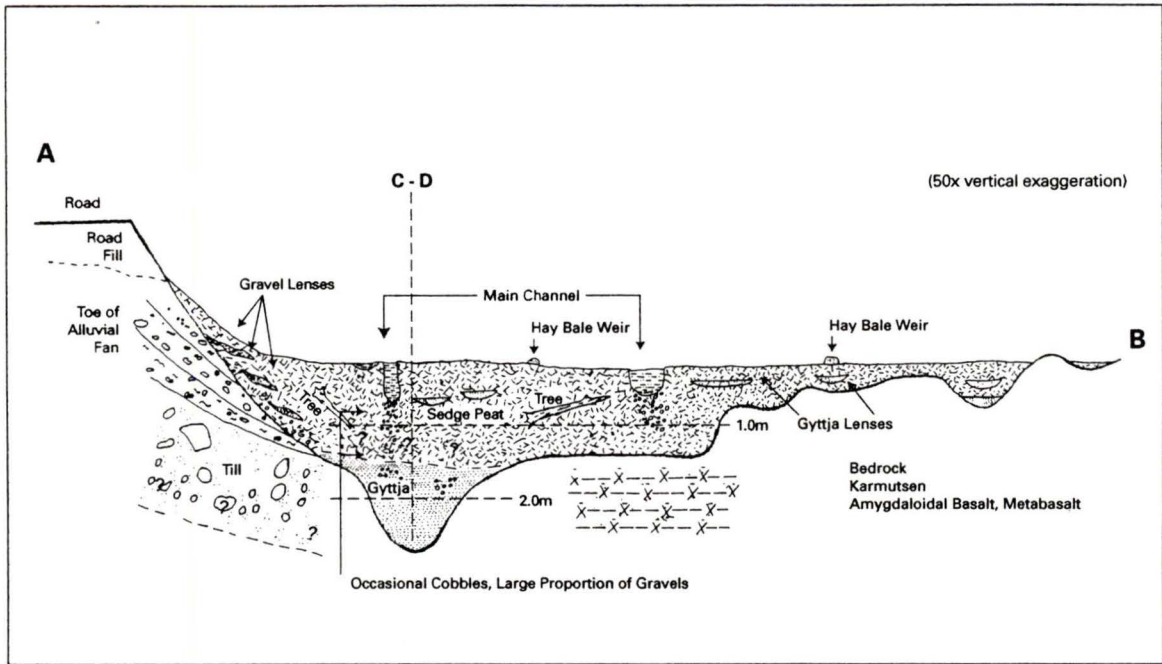 A
C - D
(50x vertical exaggeration)
Road
Road
Fill
Gravel Lenses
Main Channel
Toe of
Alluvial
Fan
Hay Bale Weir
Hay Bale Weir
B
Tree
Sedge Peat
Tree
1.0m
Gyttja Lenses
?
?
?
Till
Gyttja
2.0m
Bedrock
Karmutsen
Amygdaloidal Basalt, Metabasalt
?
?
?
Occasional Cobbles, Large Proportion of Gravels